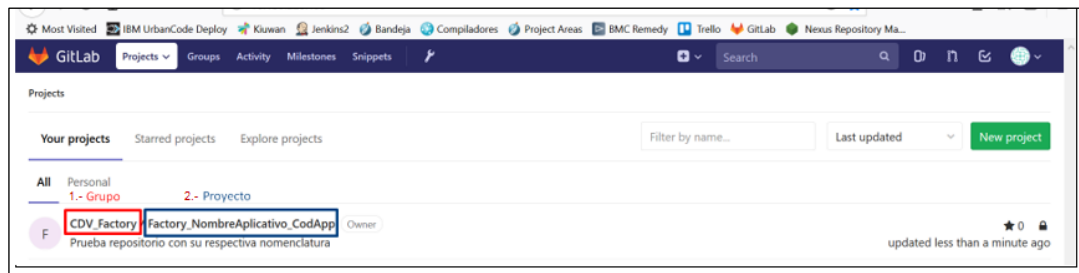 Most Visited IBM UrbanCode Deploy Kiuwan Jenkins2 Bandeja Compiladores Project Areas BMC Remedy Trello GitLab Nexus Repository Ma...
GitLab Projects Groups Activity Milestones Snippets Search
Projects
Your projects Starred projects Explore projects Filter by name... Last updated New project
All Personal
1.- Grupo 2.- Proyecto
F CDV_Factory / Factory_NombreAplicativo_CodApp Owner 0
Prueba repositorio con su respectiva nomenclatura updated less than a minute ago